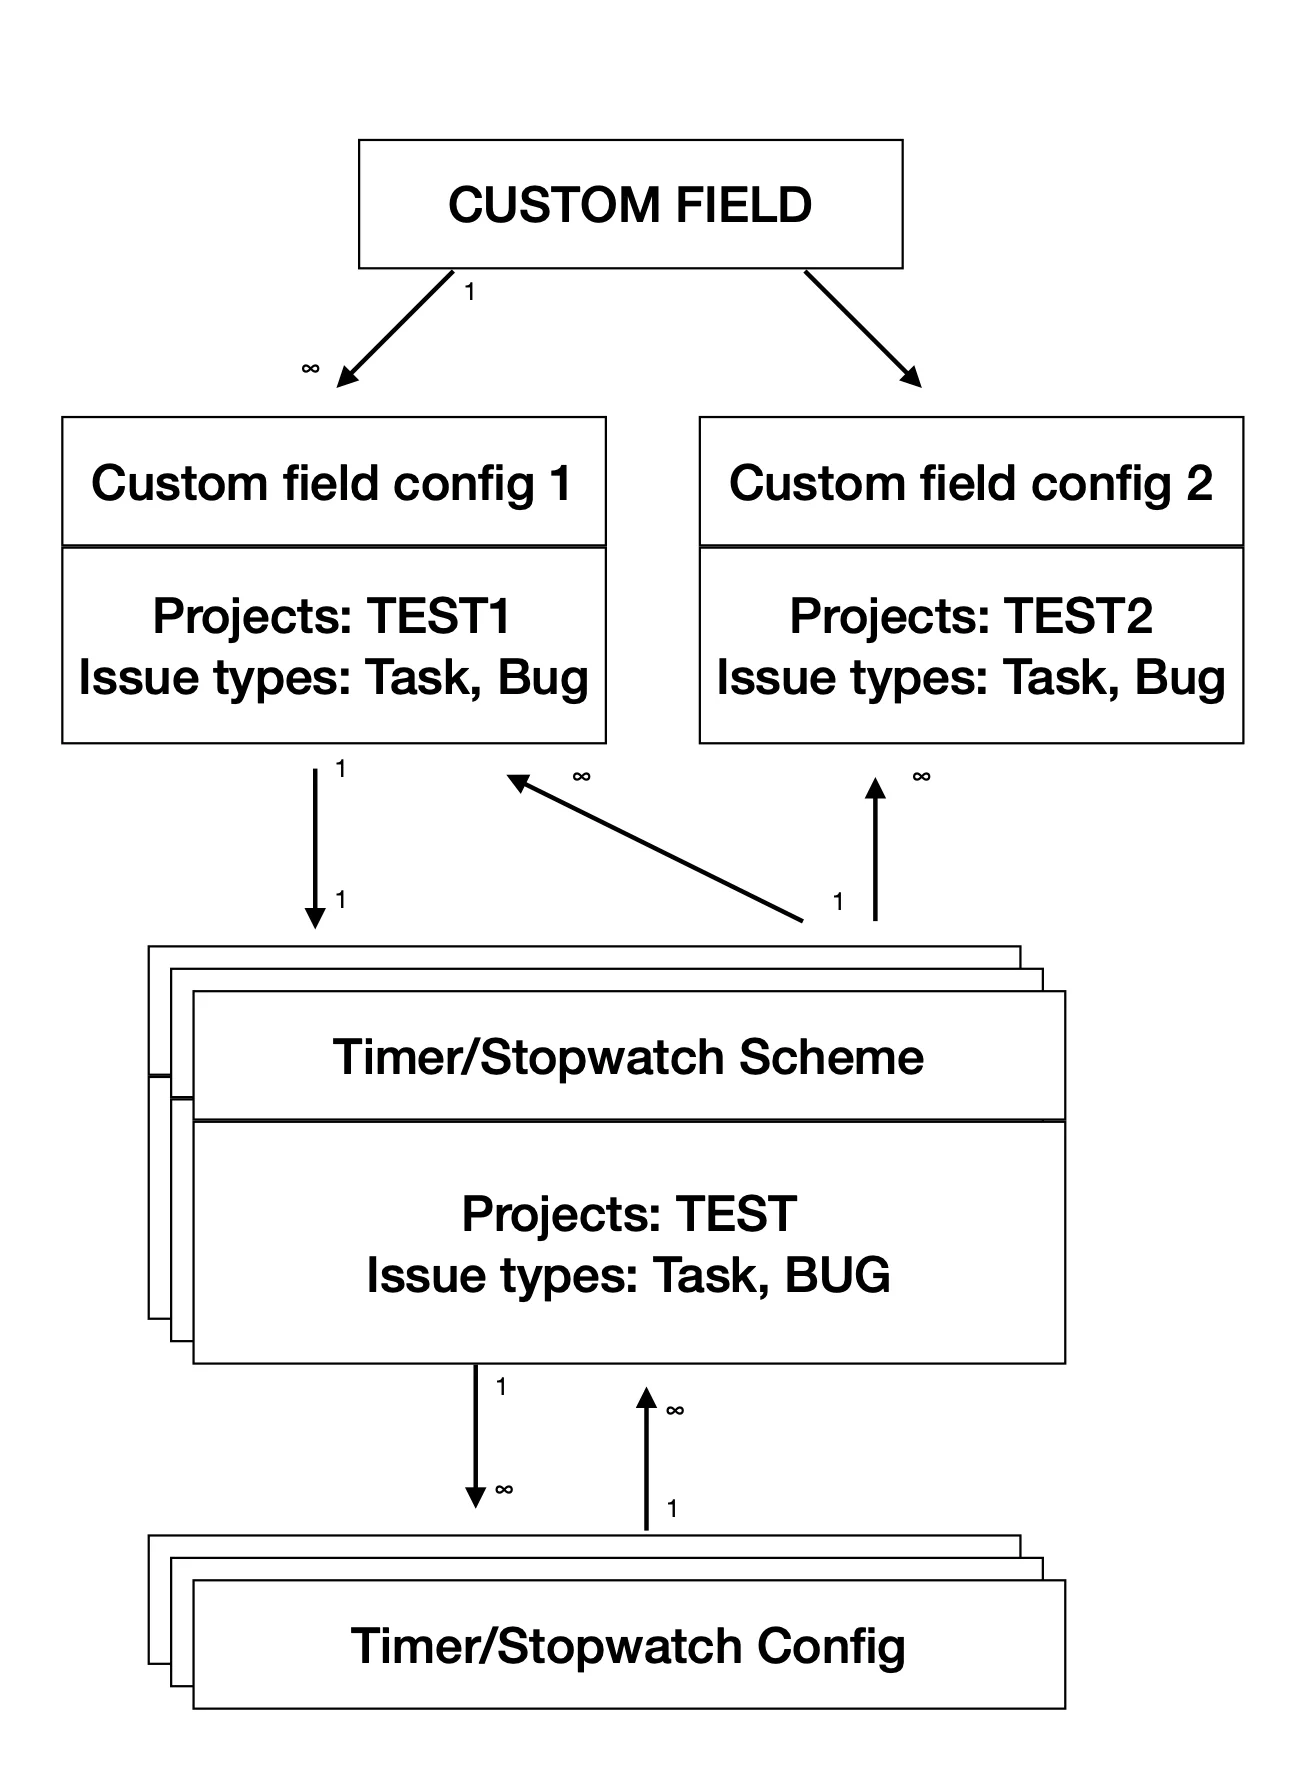 CUSTOM FIELD
1
∞
Custom field config 1
Custom field config 2
Projects: TEST1
Issue types: Task, Bug
Projects: TEST2
Issue types: Task, Bug
1
∞
∞
1
1
Timer/Stopwatch Scheme
Projects: TEST
Issue types: Task, BUG
1
∞
∞
1
Timer/Stopwatch Config